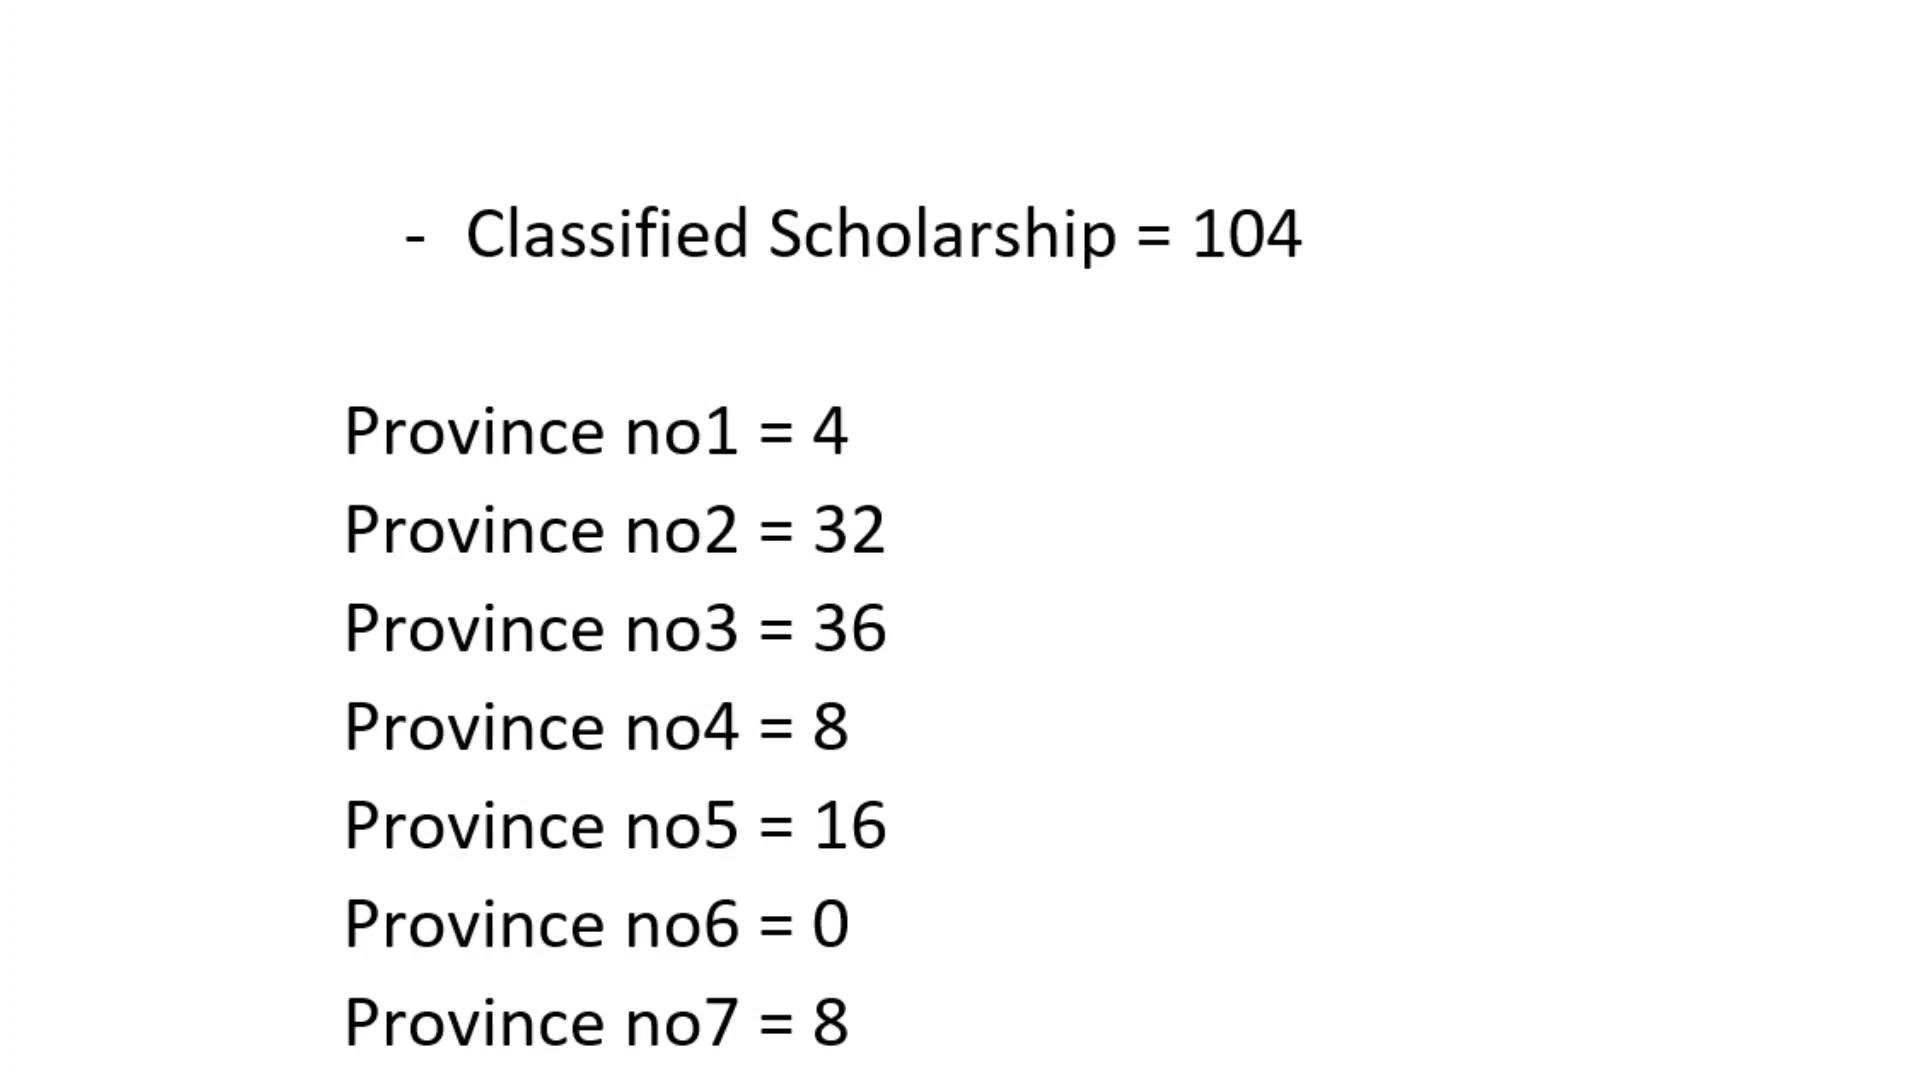 - Classified Scholarship = 104
Province no1 = 4
Province no2 = 32
Province no3 = 36
Province no4 = 8
Province no5 = 16
Province no6 = 0
Province no7 = 8